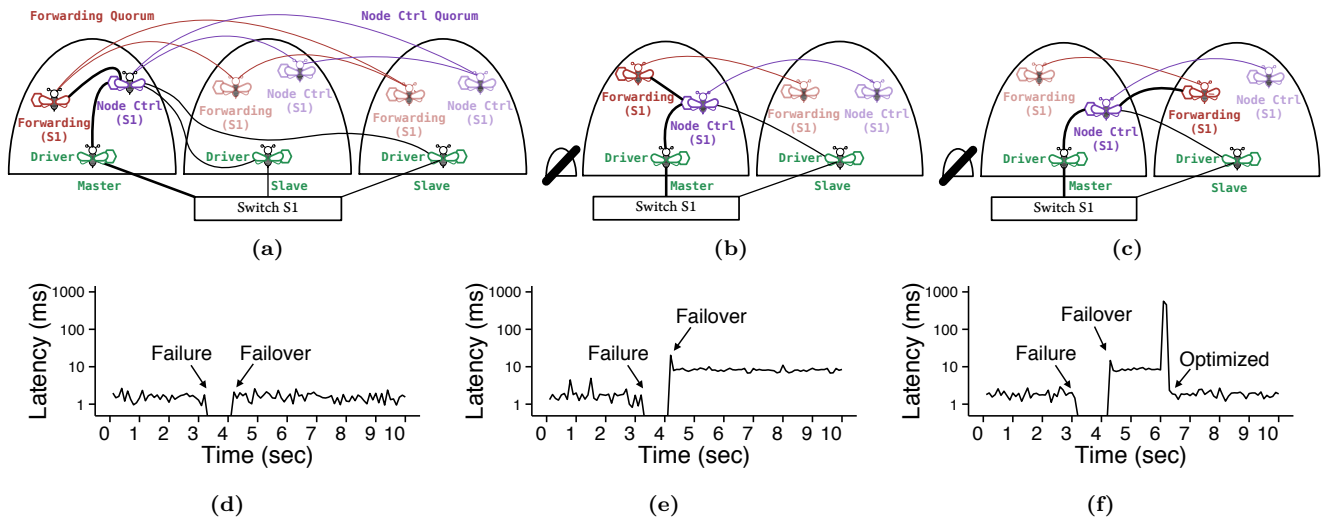 Forwarding Quorum
Node Ctrl Quorum
Node Ctrl
(S1)
Forwarding
(S1)
Driver
Master
Node Ctrl
(S1)
Forwarding
(S1)
Driver
Slave
Node Ctrl
(S1)
Forwarding
(S1)
Driver
Slave
Switch S1
(a)
Forwarding
(S1)
Node Ctrl
(S1)
Driver
Master
Forwarding
(S1)
Node Ctrl
(S1)
Driver
Slave
Switch S1
(b)
Forwarding
(S1)
Node Ctrl
(S1)
Driver
Master
Forwarding
(S1)
Node Ctrl
(S1)
Driver
Slave
Switch S1
(c)
Latency (ms)
1000
100
10
1
Failure
Failover
0 1 2 3 4 5 6 7 8 9 10
Time (sec)
(d)
Latency (ms)
1000
100
10
1
Failure
Failover
0 1 2 3 4 5 6 7 8 9 10
Time (sec)
(e)
Latency (ms)
1000
100
10
1
Failure
Failover
Optimized
0 1 2 3 4 5 6 7 8 9 10
Time (sec)
(f)